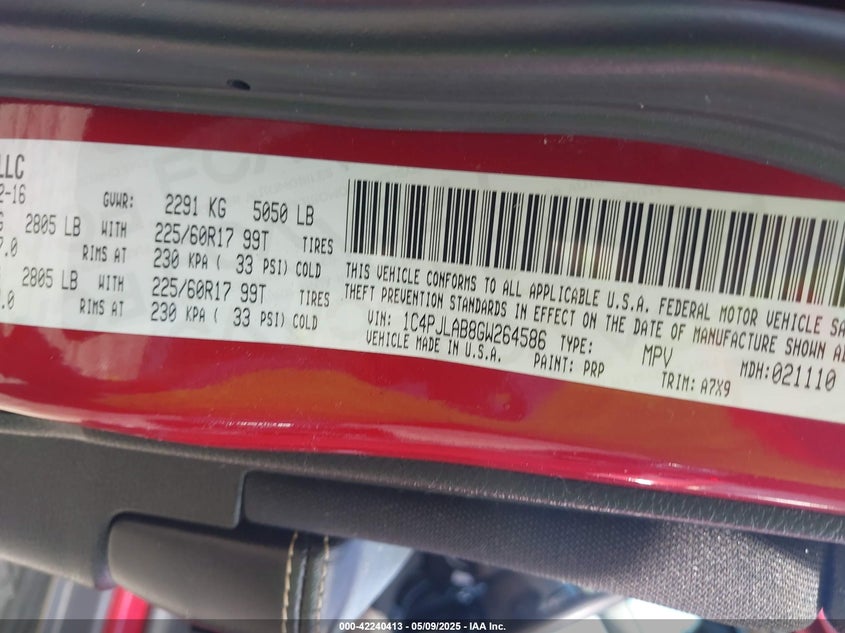 LLC
2-16
GVWR: 2291 KG 5050 LB
2805 LB WITH 225/60R17 99T TIRES
7.0 RIMS AT 230 KPA ( 33 PSI) COLD
2805 LB WITH 225/60R17 99T TIRES
.0 RIMS AT 230 KPA ( 33 PSI) COLD
THIS VEHICLE CONFORMS TO ALL APPLICABLE U.S.A. FEDERAL MOTOR VEHICLE SA
THEFT PREVENTION STANDARDS IN EFFECT ON THE DATE OF MANUFACTURE SHOWN A
VIN: 1C4PJLAB8GW264586 TYPE: MPV MDH:021110
VEHICLE MADE IN U.S.A. PAINT: PRP TRIM: A7X9
000-42240413 - 05/09/2025 - IAA Inc.